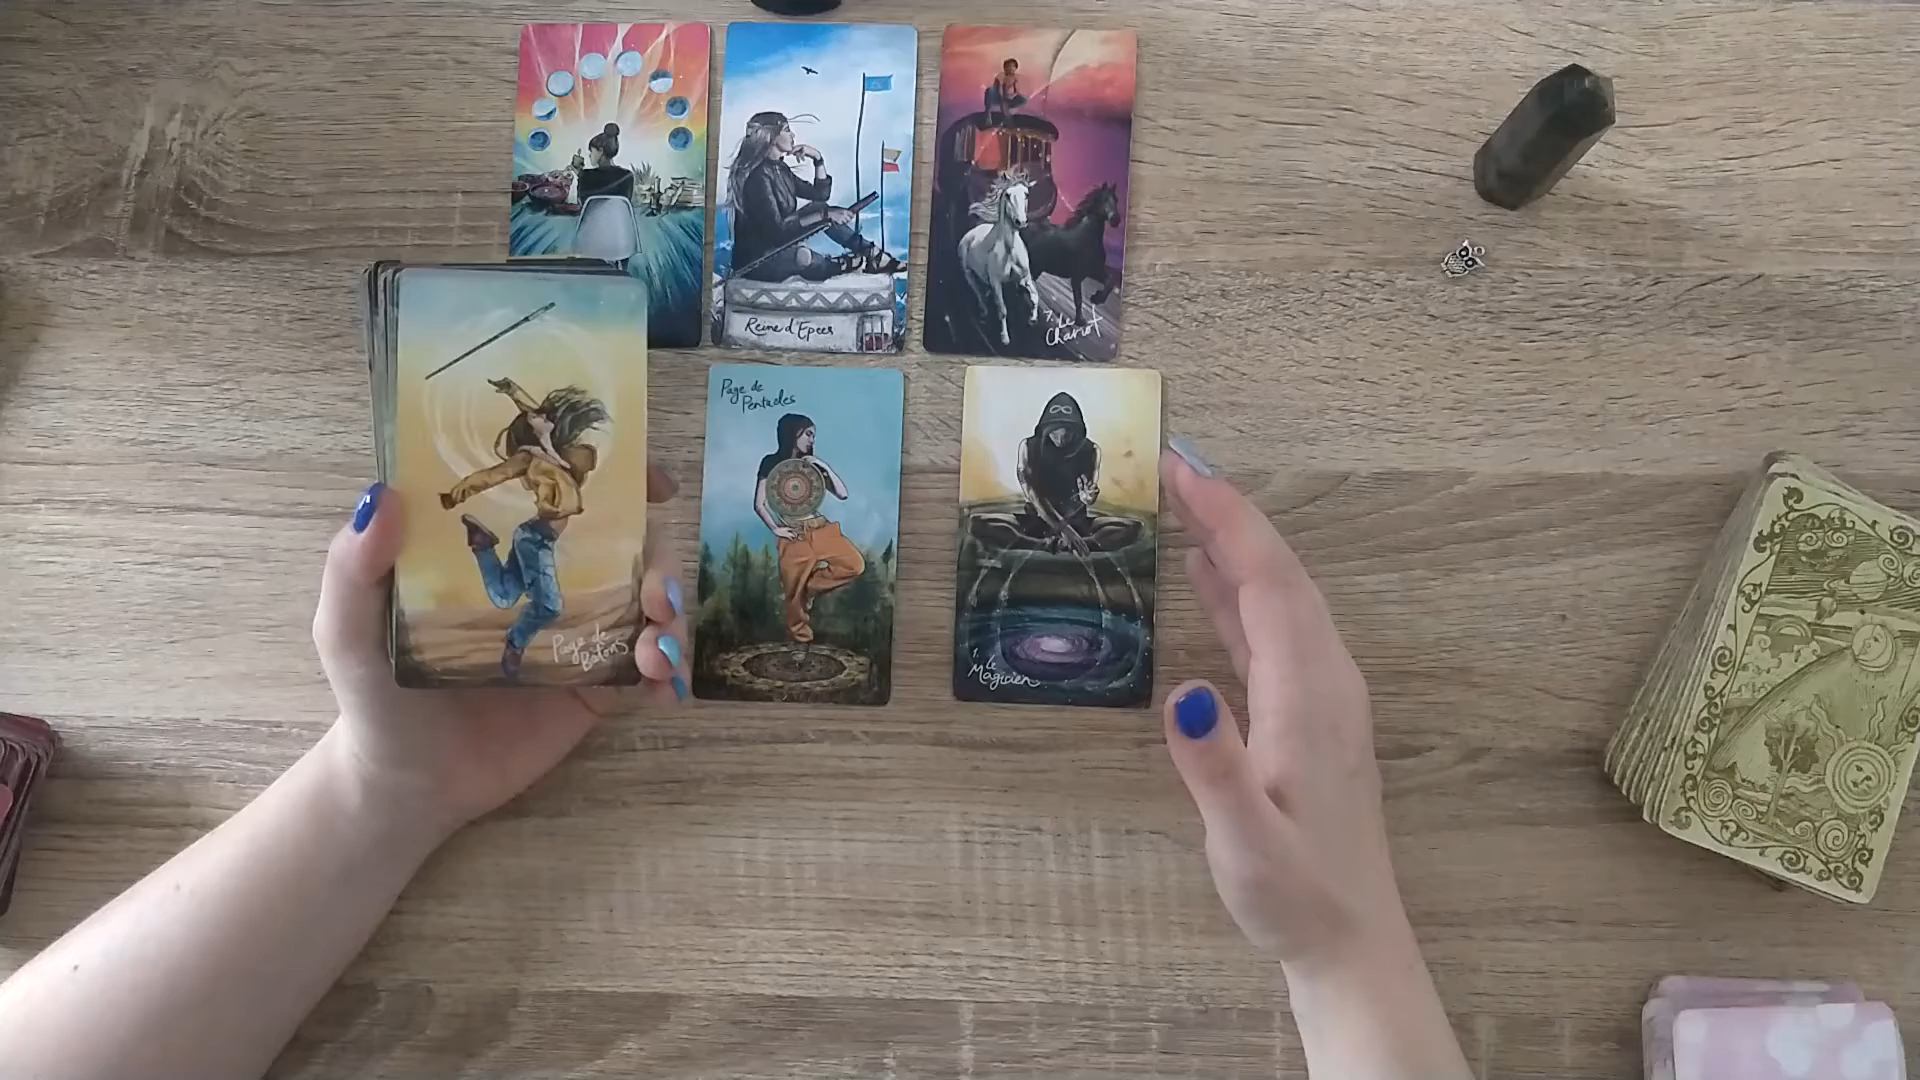 Reine d'Epees
7. Le
Chariot
Page de
Pentacles
Page de
Bâtons
1. Le
Magicien